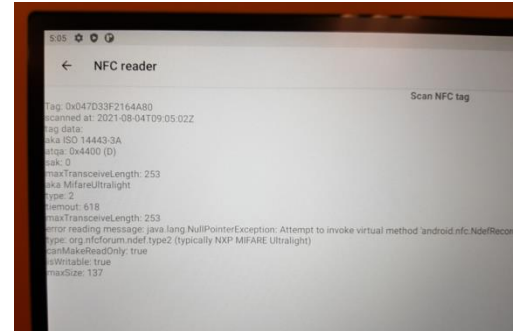 5:05
NFC reader
Scan NFC tag
Tag: 0x047D33F2164A80
scanned at: 2021-08-04T09:05:02Z
tag data:
aka ISO 14443-3A
atqa: 0x4400 (D)
sak: 0
maxTransceiveLength: 253
aka MifareUltralight
type: 2
tiemout: 618
maxTransceiveLength: 253
error reading message: java.lang.NullPointerException: Attempt to invoke virtual method 'android.nfc.NdefRecor
type: org.nfcforum.ndef.type2 (typically NXP MIFARE Ultralight)
canMakeReadOnly: true
isWritable: true
maxSize: 137